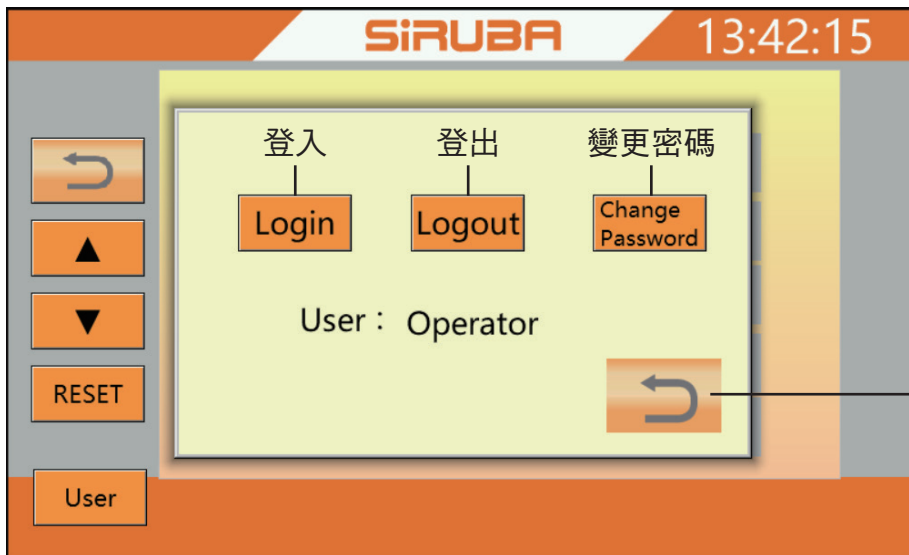 SiRUBA
13:42:15
登入
登出
變更密碼
Login
Logout
Change
Password
User： Operator
▲
▼
RESET
User